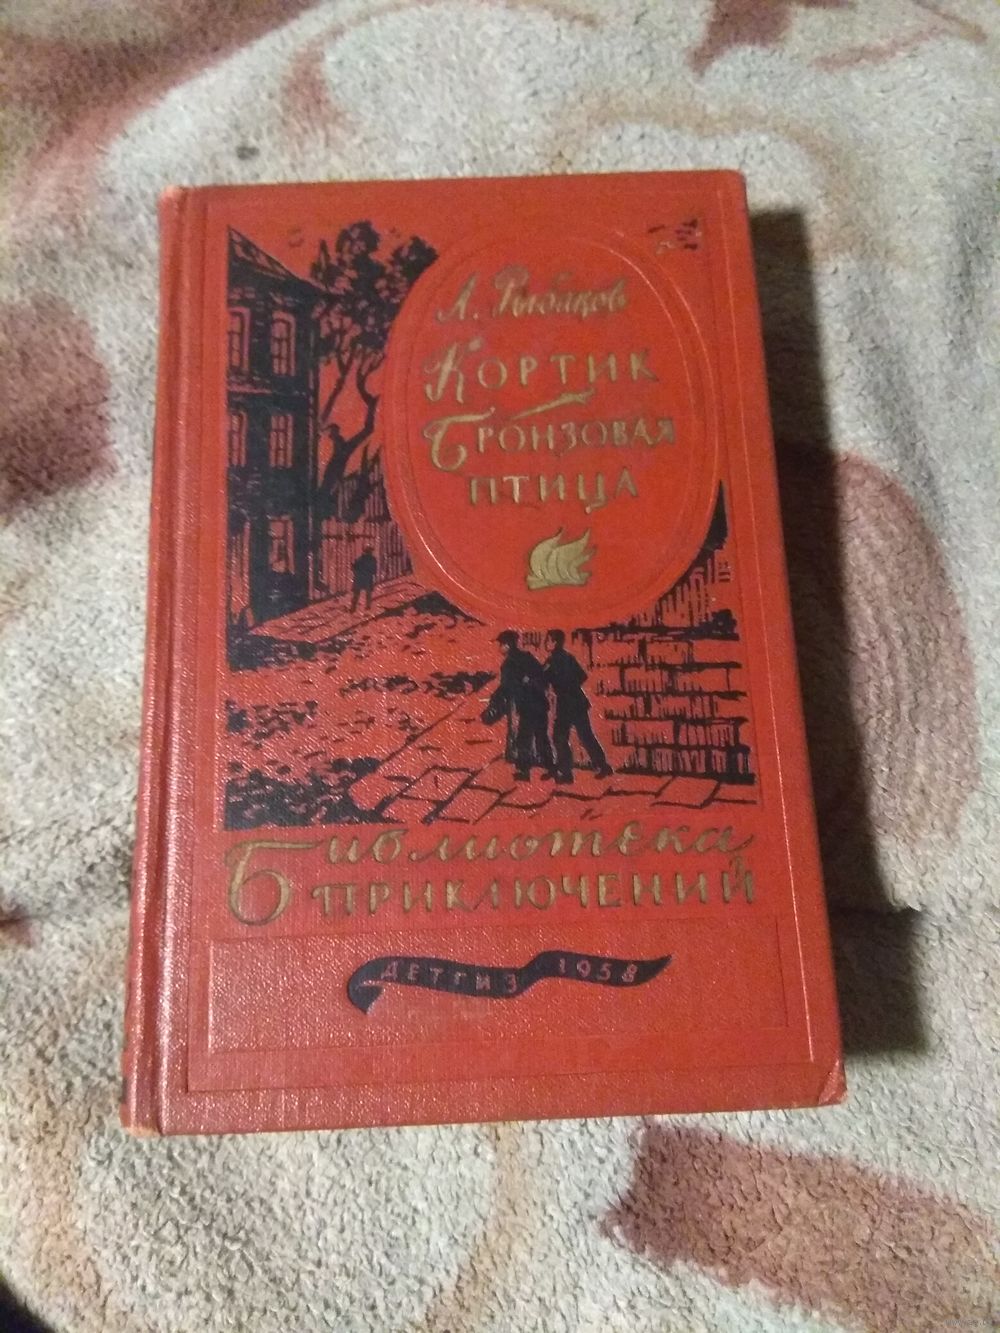 А. Рыбаков
КОРТИК
БРОНЗОВАЯ
ПТИЦА
Библиотека
ПРИКЛЮЧЕНИЙ
ДЕТГИЗ 1958